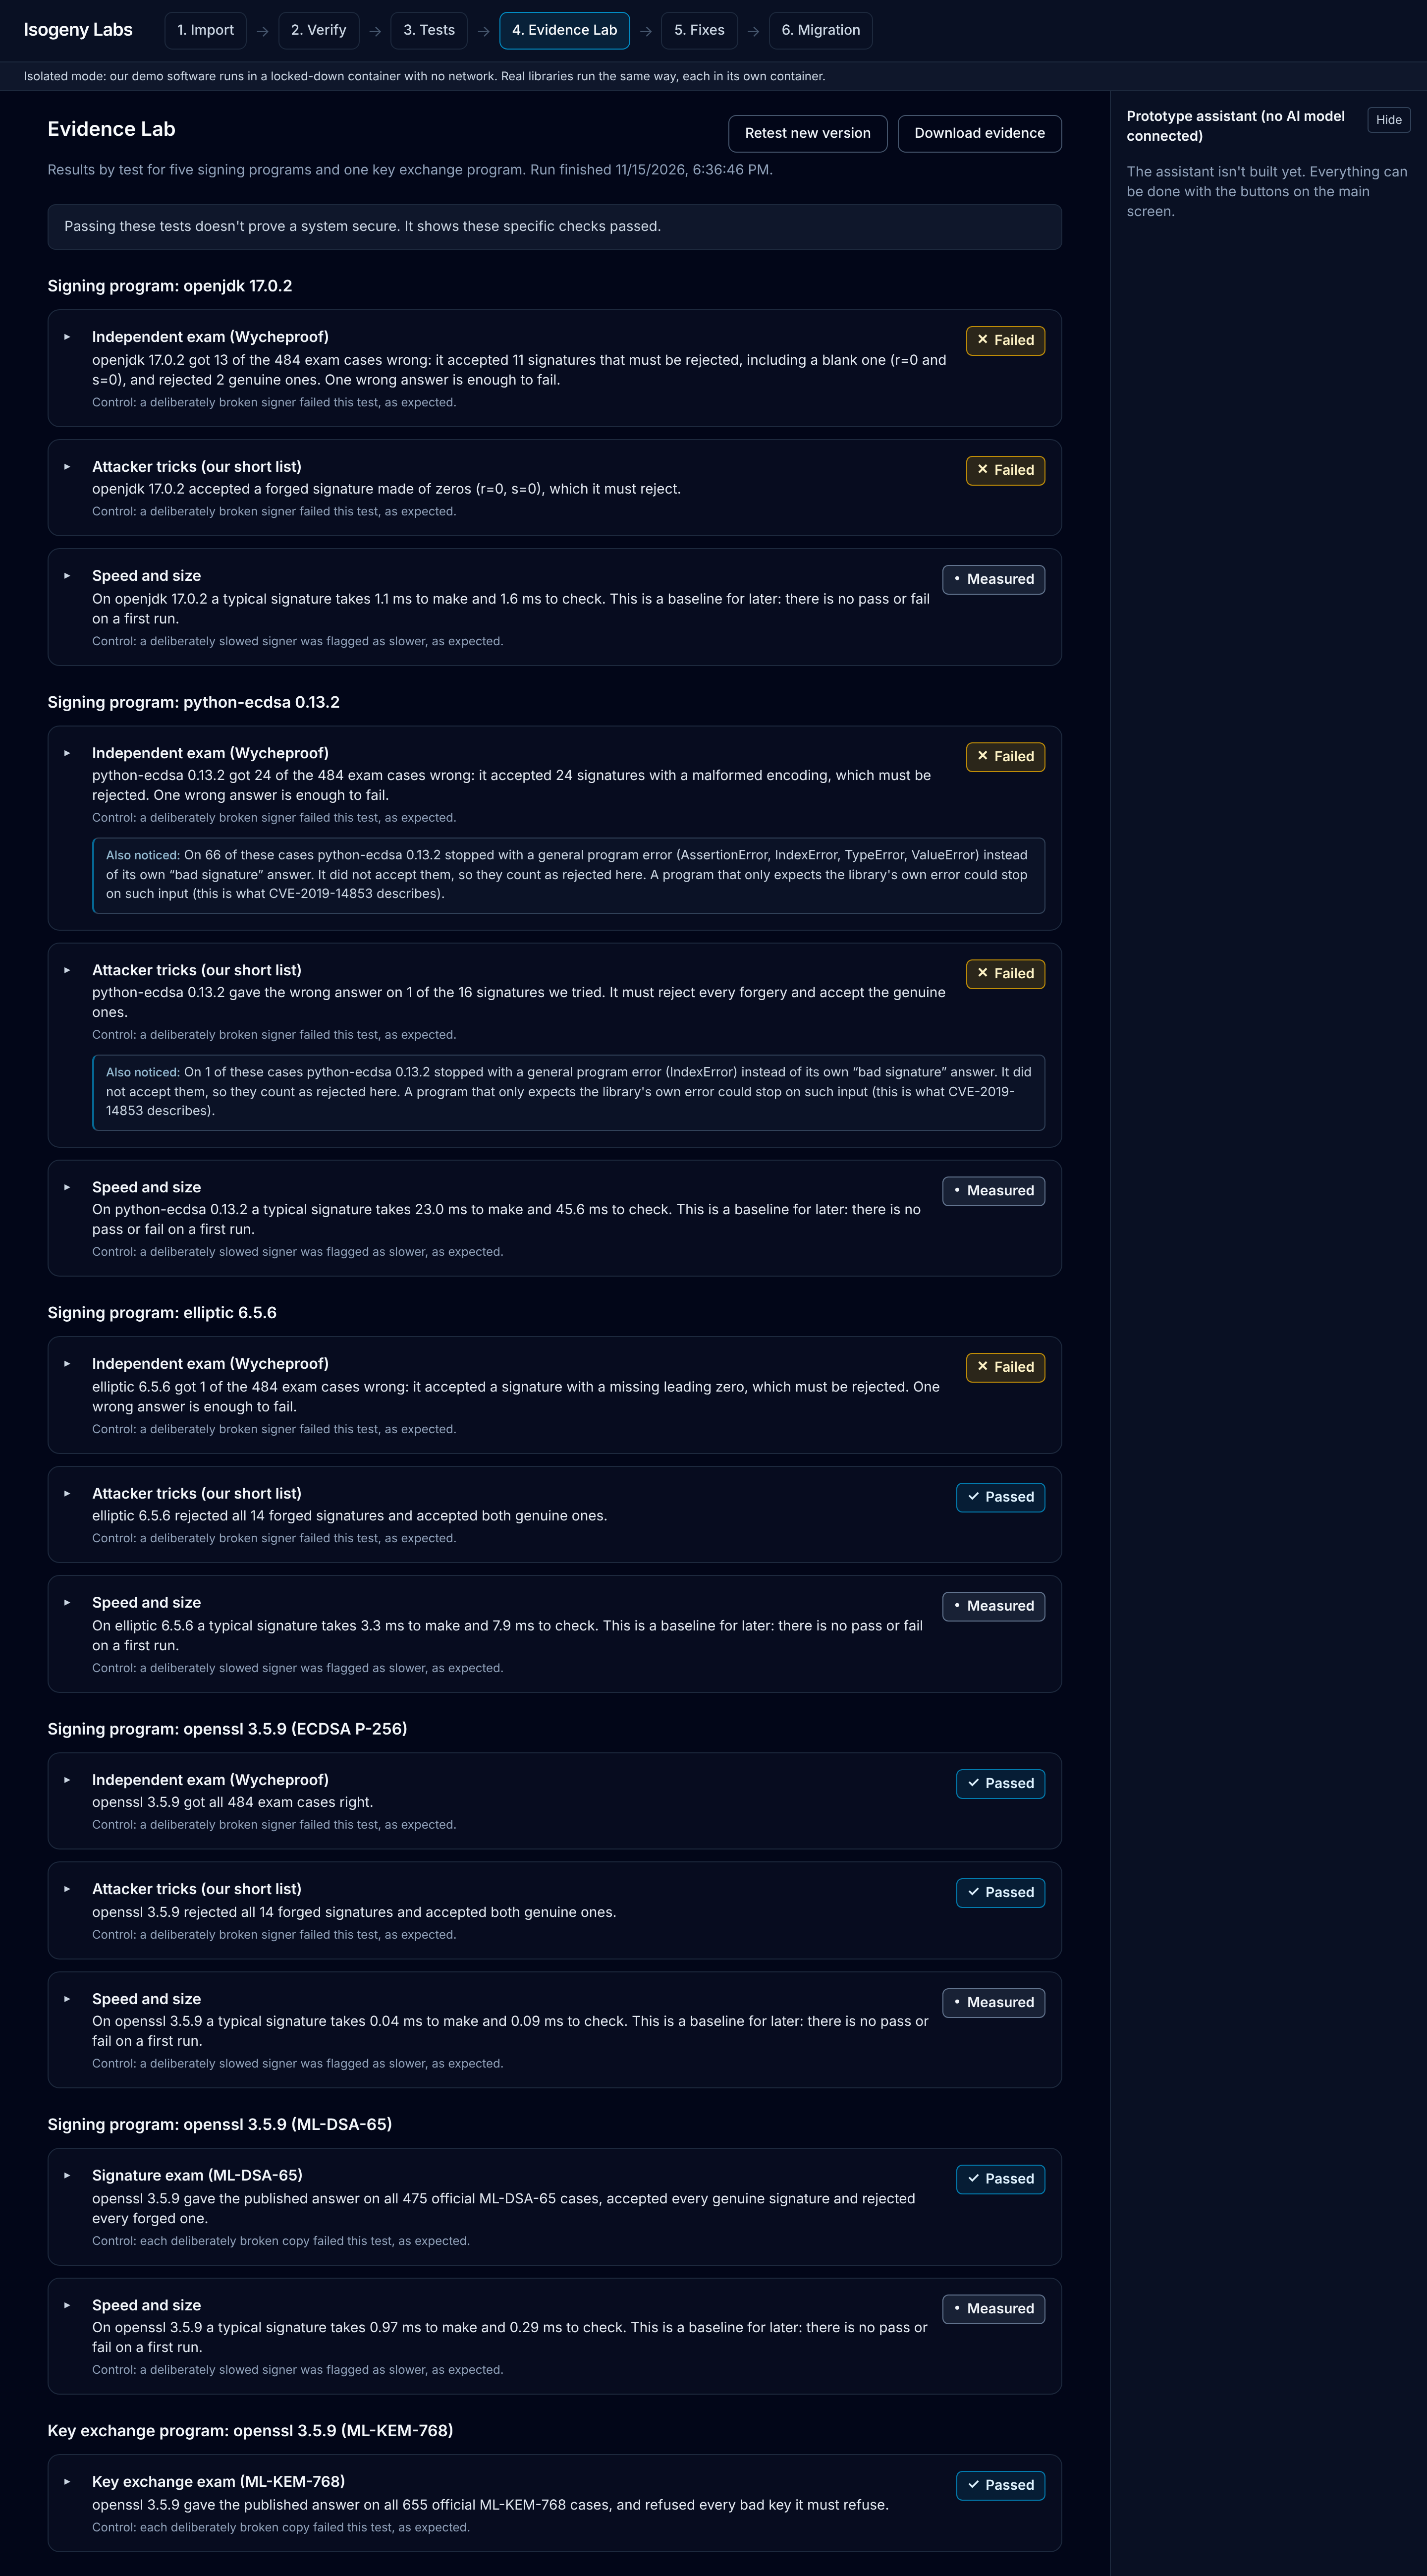 Isogeny Labs
1. Import → 2. Verify → 3. Tests → 4. Evidence Lab → 5. Fixes → 6. Migration
Isolated mode: our demo software runs in a locked-down container with no network. Real libraries run the same way, each in its own container.
Evidence Lab
Retest new version
Download evidence
Results by test for five signing programs and one key exchange program. Run finished 11/15/2026, 6:36:46 PM.
Passing these tests doesn't prove a system secure. It shows these specific checks passed.
Signing program: openjdk 17.0.2
▸ Independent exam (Wycheproof)
✕ Failed
openjdk 17.0.2 got 13 of the 484 exam cases wrong: it accepted 11 signatures that must be rejected, including a blank one (r=0 and
s=0), and rejected 2 genuine ones. One wrong answer is enough to fail.
Control: a deliberately broken signer failed this test, as expected.
▸ Attacker tricks (our short list)
✕ Failed
openjdk 17.0.2 accepted a forged signature made of zeros (r=0, s=0), which it must reject.
Control: a deliberately broken signer failed this test, as expected.
▸ Speed and size
• Measured
On openjdk 17.0.2 a typical signature takes 1.1 ms to make and 1.6 ms to check. This is a baseline for later: there is no pass or fail
on a first run.
Control: a deliberately slowed signer was flagged as slower, as expected.
Signing program: python-ecdsa 0.13.2
▸ Independent exam (Wycheproof)
✕ Failed
python-ecdsa 0.13.2 got 24 of the 484 exam cases wrong: it accepted 24 signatures with a malformed encoding, which must be
rejected. One wrong answer is enough to fail.
Control: a deliberately broken signer failed this test, as expected.
Also noticed: On 66 of these cases python-ecdsa 0.13.2 stopped with a general program error (AssertionError, IndexError, TypeError, ValueError) instead
of its own “bad signature” answer. It did not accept them, so they count as rejected here. A program that only expects the library's own error could stop
on such input (this is what CVE-2019-14853 describes).
▸ Attacker tricks (our short list)
✕ Failed
python-ecdsa 0.13.2 gave the wrong answer on 1 of the 16 signatures we tried. It must reject every forgery and accept the genuine
ones.
Control: a deliberately broken signer failed this test, as expected.
Also noticed: On 1 of these cases python-ecdsa 0.13.2 stopped with a general program error (IndexError) instead of its own “bad signature” answer. It did
not accept them, so they count as rejected here. A program that only expects the library's own error could stop on such input (this is what CVE-2019-
14853 describes).
▸ Speed and size
• Measured
On python-ecdsa 0.13.2 a typical signature takes 23.0 ms to make and 45.6 ms to check. This is a baseline for later: there is no
pass or fail on a first run.
Control: a deliberately slowed signer was flagged as slower, as expected.
Signing program: elliptic 6.5.6
▸ Independent exam (Wycheproof)
✕ Failed
elliptic 6.5.6 got 1 of the 484 exam cases wrong: it accepted a signature with a missing leading zero, which must be rejected. One
wrong answer is enough to fail.
Control: a deliberately broken signer failed this test, as expected.
▸ Attacker tricks (our short list)
✓ Passed
elliptic 6.5.6 rejected all 14 forged signatures and accepted both genuine ones.
Control: a deliberately broken signer failed this test, as expected.
▸ Speed and size
• Measured
On elliptic 6.5.6 a typical signature takes 3.3 ms to make and 7.9 ms to check. This is a baseline for later: there is no pass or fail
on a first run.
Control: a deliberately slowed signer was flagged as slower, as expected.
Signing program: openssl 3.5.9 (ECDSA P-256)
▸ Independent exam (Wycheproof)
✓ Passed
openssl 3.5.9 got all 484 exam cases right.
Control: a deliberately broken signer failed this test, as expected.
▸ Attacker tricks (our short list)
✓ Passed
openssl 3.5.9 rejected all 14 forged signatures and accepted both genuine ones.
Control: a deliberately broken signer failed this test, as expected.
▸ Speed and size
• Measured
On openssl 3.5.9 a typical signature takes 0.04 ms to make and 0.09 ms to check. This is a baseline for later: there is no pass or
fail on a first run.
Control: a deliberately slowed signer was flagged as slower, as expected.
Signing program: openssl 3.5.9 (ML-DSA-65)
▸ Signature exam (ML-DSA-65)
✓ Passed
openssl 3.5.9 gave the published answer on all 475 official ML-DSA-65 cases, accepted every genuine signature and rejected
every forged one.
Control: each deliberately broken copy failed this test, as expected.
▸ Speed and size
• Measured
On openssl 3.5.9 a typical signature takes 0.97 ms to make and 0.29 ms to check. This is a baseline for later: there is no pass or
fail on a first run.
Control: a deliberately slowed signer was flagged as slower, as expected.
Key exchange program: openssl 3.5.9 (ML-KEM-768)
▸ Key exchange exam (ML-KEM-768)
✓ Passed
openssl 3.5.9 gave the published answer on all 655 official ML-KEM-768 cases, and refused every bad key it must refuse.
Control: each deliberately broken copy failed this test, as expected.
Prototype assistant (no AI model
connected)
Hide
The assistant isn't built yet. Everything can
be done with the buttons on the main
screen.